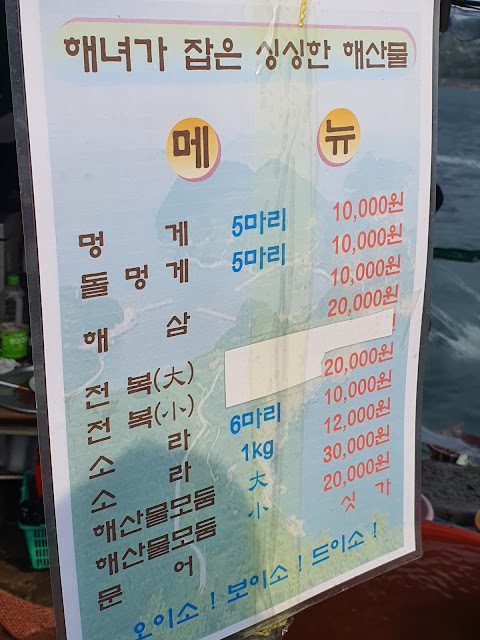 해녀가 잡은 싱싱한 해산물
메 뉴
멍 게 5마리 10,000원
돌 멍 게 5마리 10,000원
해 삼 10,000원
20,000원
전 복(大)
전 복(小) 20,000원
소 라 6마리 10,000원
소 라 1kg 12,000원
해산물모둠 大 30,000원
해산물모둠 小 20,000원
문 어 싯 가
오이소 ! 보이소 ! 드이소 !